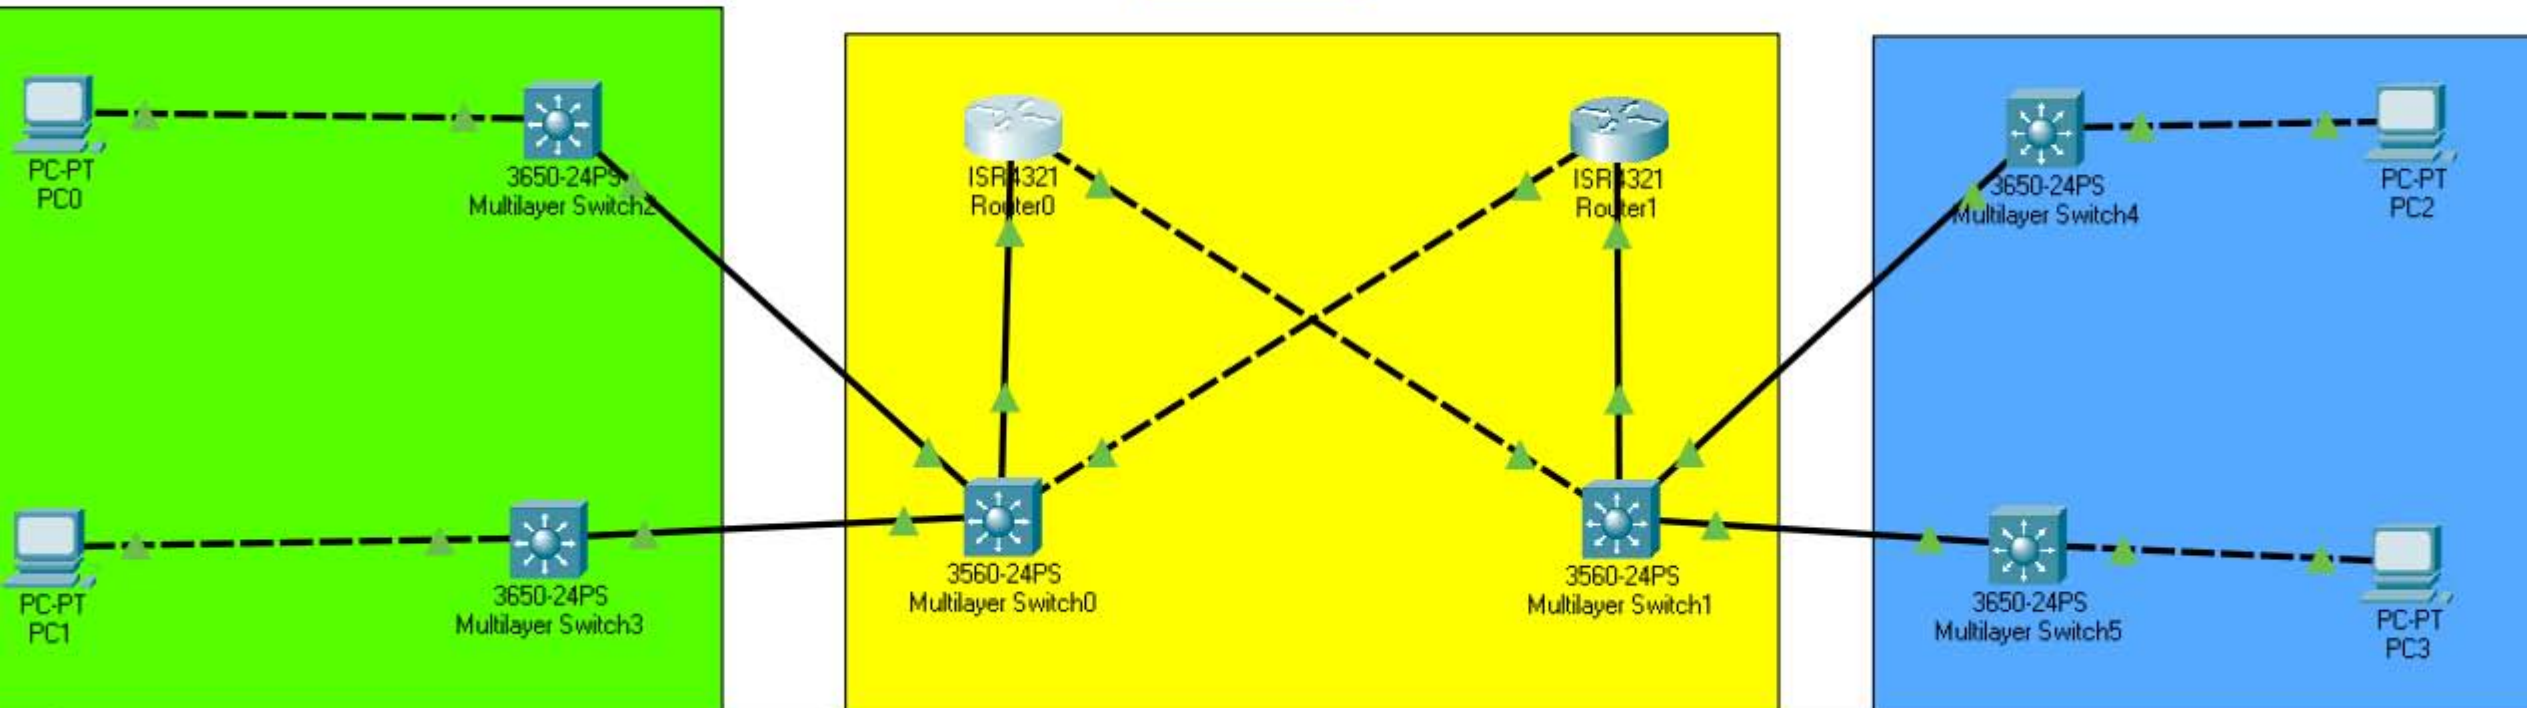 PC-PT
PC0
3650-24PS
Multilayer Switch2
ISR4321
Router0
ISR4321
Router1
3650-24PS
Multilayer Switch4
PC-PT
PC2
PC-PT
PC1
3650-24PS
Multilayer Switch3
3560-24PS
Multilayer Switch0
3560-24PS
Multilayer Switch1
3650-24PS
Multilayer Switch5
PC-PT
PC3